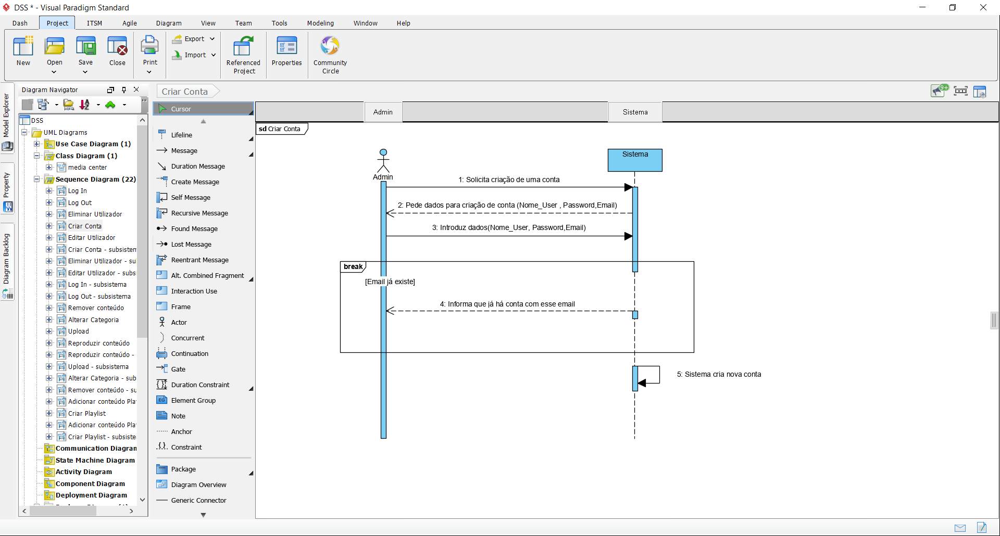 DSS * - Visual Paradigm Standard
Dash Project ITSM Agile Diagram View Team Tools Modeling Window Help
New Open Save Close Print Export Import Referenced Project Properties Community Circle
Model Explorer
Property
Diagram Backlog
Diagram Navigator
DSS
UML Diagrams
Use Case Diagram (1)
Class Diagram (1)
media center
Sequence Diagram (22)
Log In
Log Out
Eliminar Utilizador
Criar Conta
Editar Utilizador
Criar Conta - subsistem
Eliminar Utilizador - su
Editar Utilizador - subs
Log In - subsistema
Log Out - subsistema
Remover conteúdo
Alterar Categoria
Upload
Reproduzir conteúdo
Reproduzir conteúdo -
Upload - subsistema
Alterar Categoria - sub
Remover conteúdo - su
Adicionar conteúdo Pla
Criar Playlist
Adicionar conteúdo Pla
Criar Playlist - subsiste
Communication Diagran
State Machine Diagram
Activity Diagram
Component Diagram
Deployment Diagram
Criar Conta
Cursor
Lifeline
Message
Duration Message
Create Message
Self Message
Recursive Message
Found Message
Lost Message
Reentrant Message
Alt. Combined Fragment
Interaction Use
Frame
Actor
Concurrent
Continuation
Gate
Duration Constraint
Element Group
Note
Anchor
Constraint
Package
Diagram Overview
Generic Connector
9+
Admin Sistema
sd Criar Conta
Sistema
Admin
1: Solicita criação de uma conta
2: Pede dados para criação de conta (Nome_User , Password,Email)
3: Introduz dados(Nome_User, Password,Email)
break
[Email já existe]
4: Informa que já há conta com esse email
5: Sistema cria nova conta